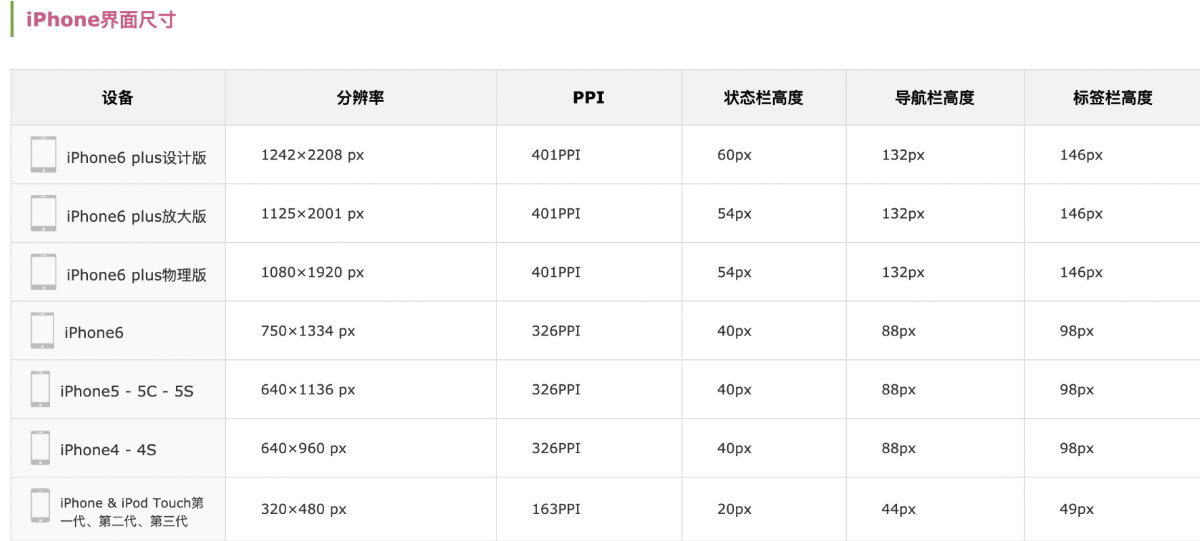 iPhone界面尺寸
设备 分辨率 PPI 状态栏高度 导航栏高度 标签栏高度
iPhone6 plus设计版 1242×2208 px 401PPI 60px 132px 146px
iPhone6 plus放大版 1125×2001 px 401PPI 54px 132px 146px
iPhone6 plus物理版 1080×1920 px 401PPI 54px 132px 146px
iPhone6 750×1334 px 326PPI 40px 88px 98px
iPhone5 - 5C - 5S 640×1136 px 326PPI 40px 88px 98px
iPhone4 - 4S 640×960 px 326PPI 40px 88px 98px
iPhone & iPod Touch第
一代、第二代、第三代 320×480 px 163PPI 20px 44px 49px